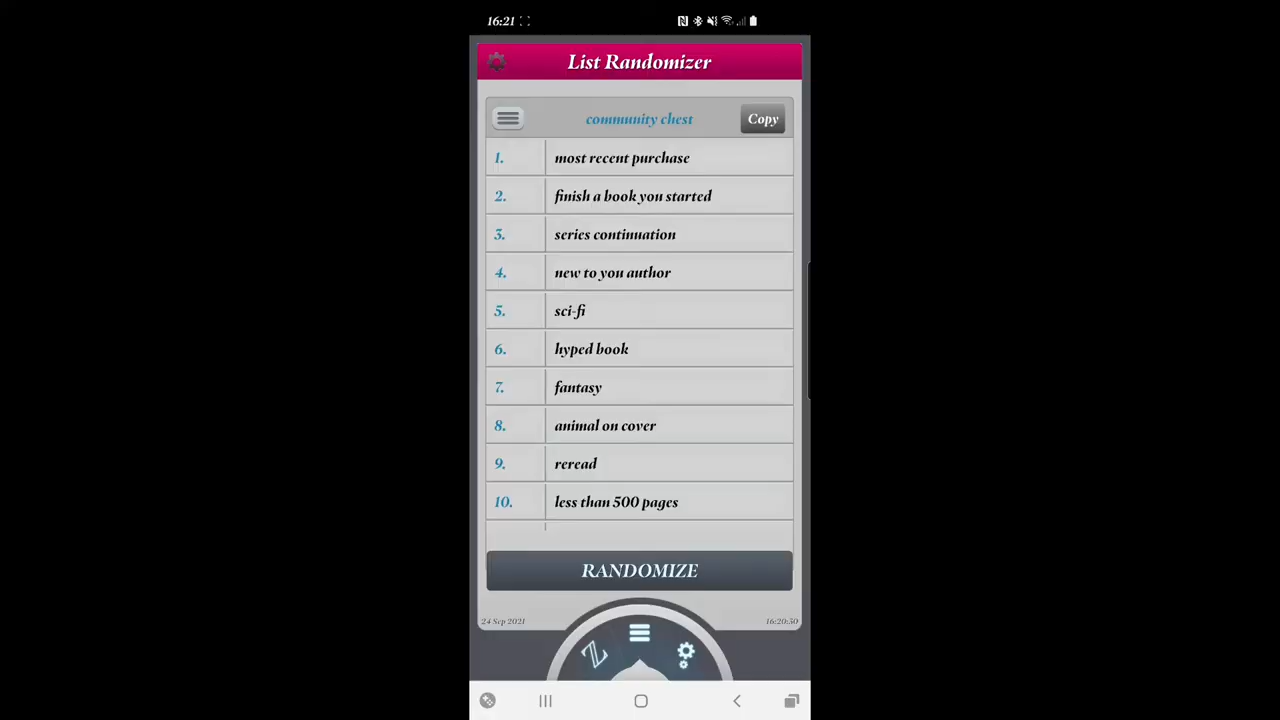 16:21
List Randomizer
community chest
Copy
1. most recent purchase
2. finish a book you started
3. series continuation
4. new to you author
5. sci-fi
6. hyped book
7. fantasy
8. animal on cover
9. reread
10. less than 500 pages
RANDOMIZE
24 Sep 2021
16:20:50